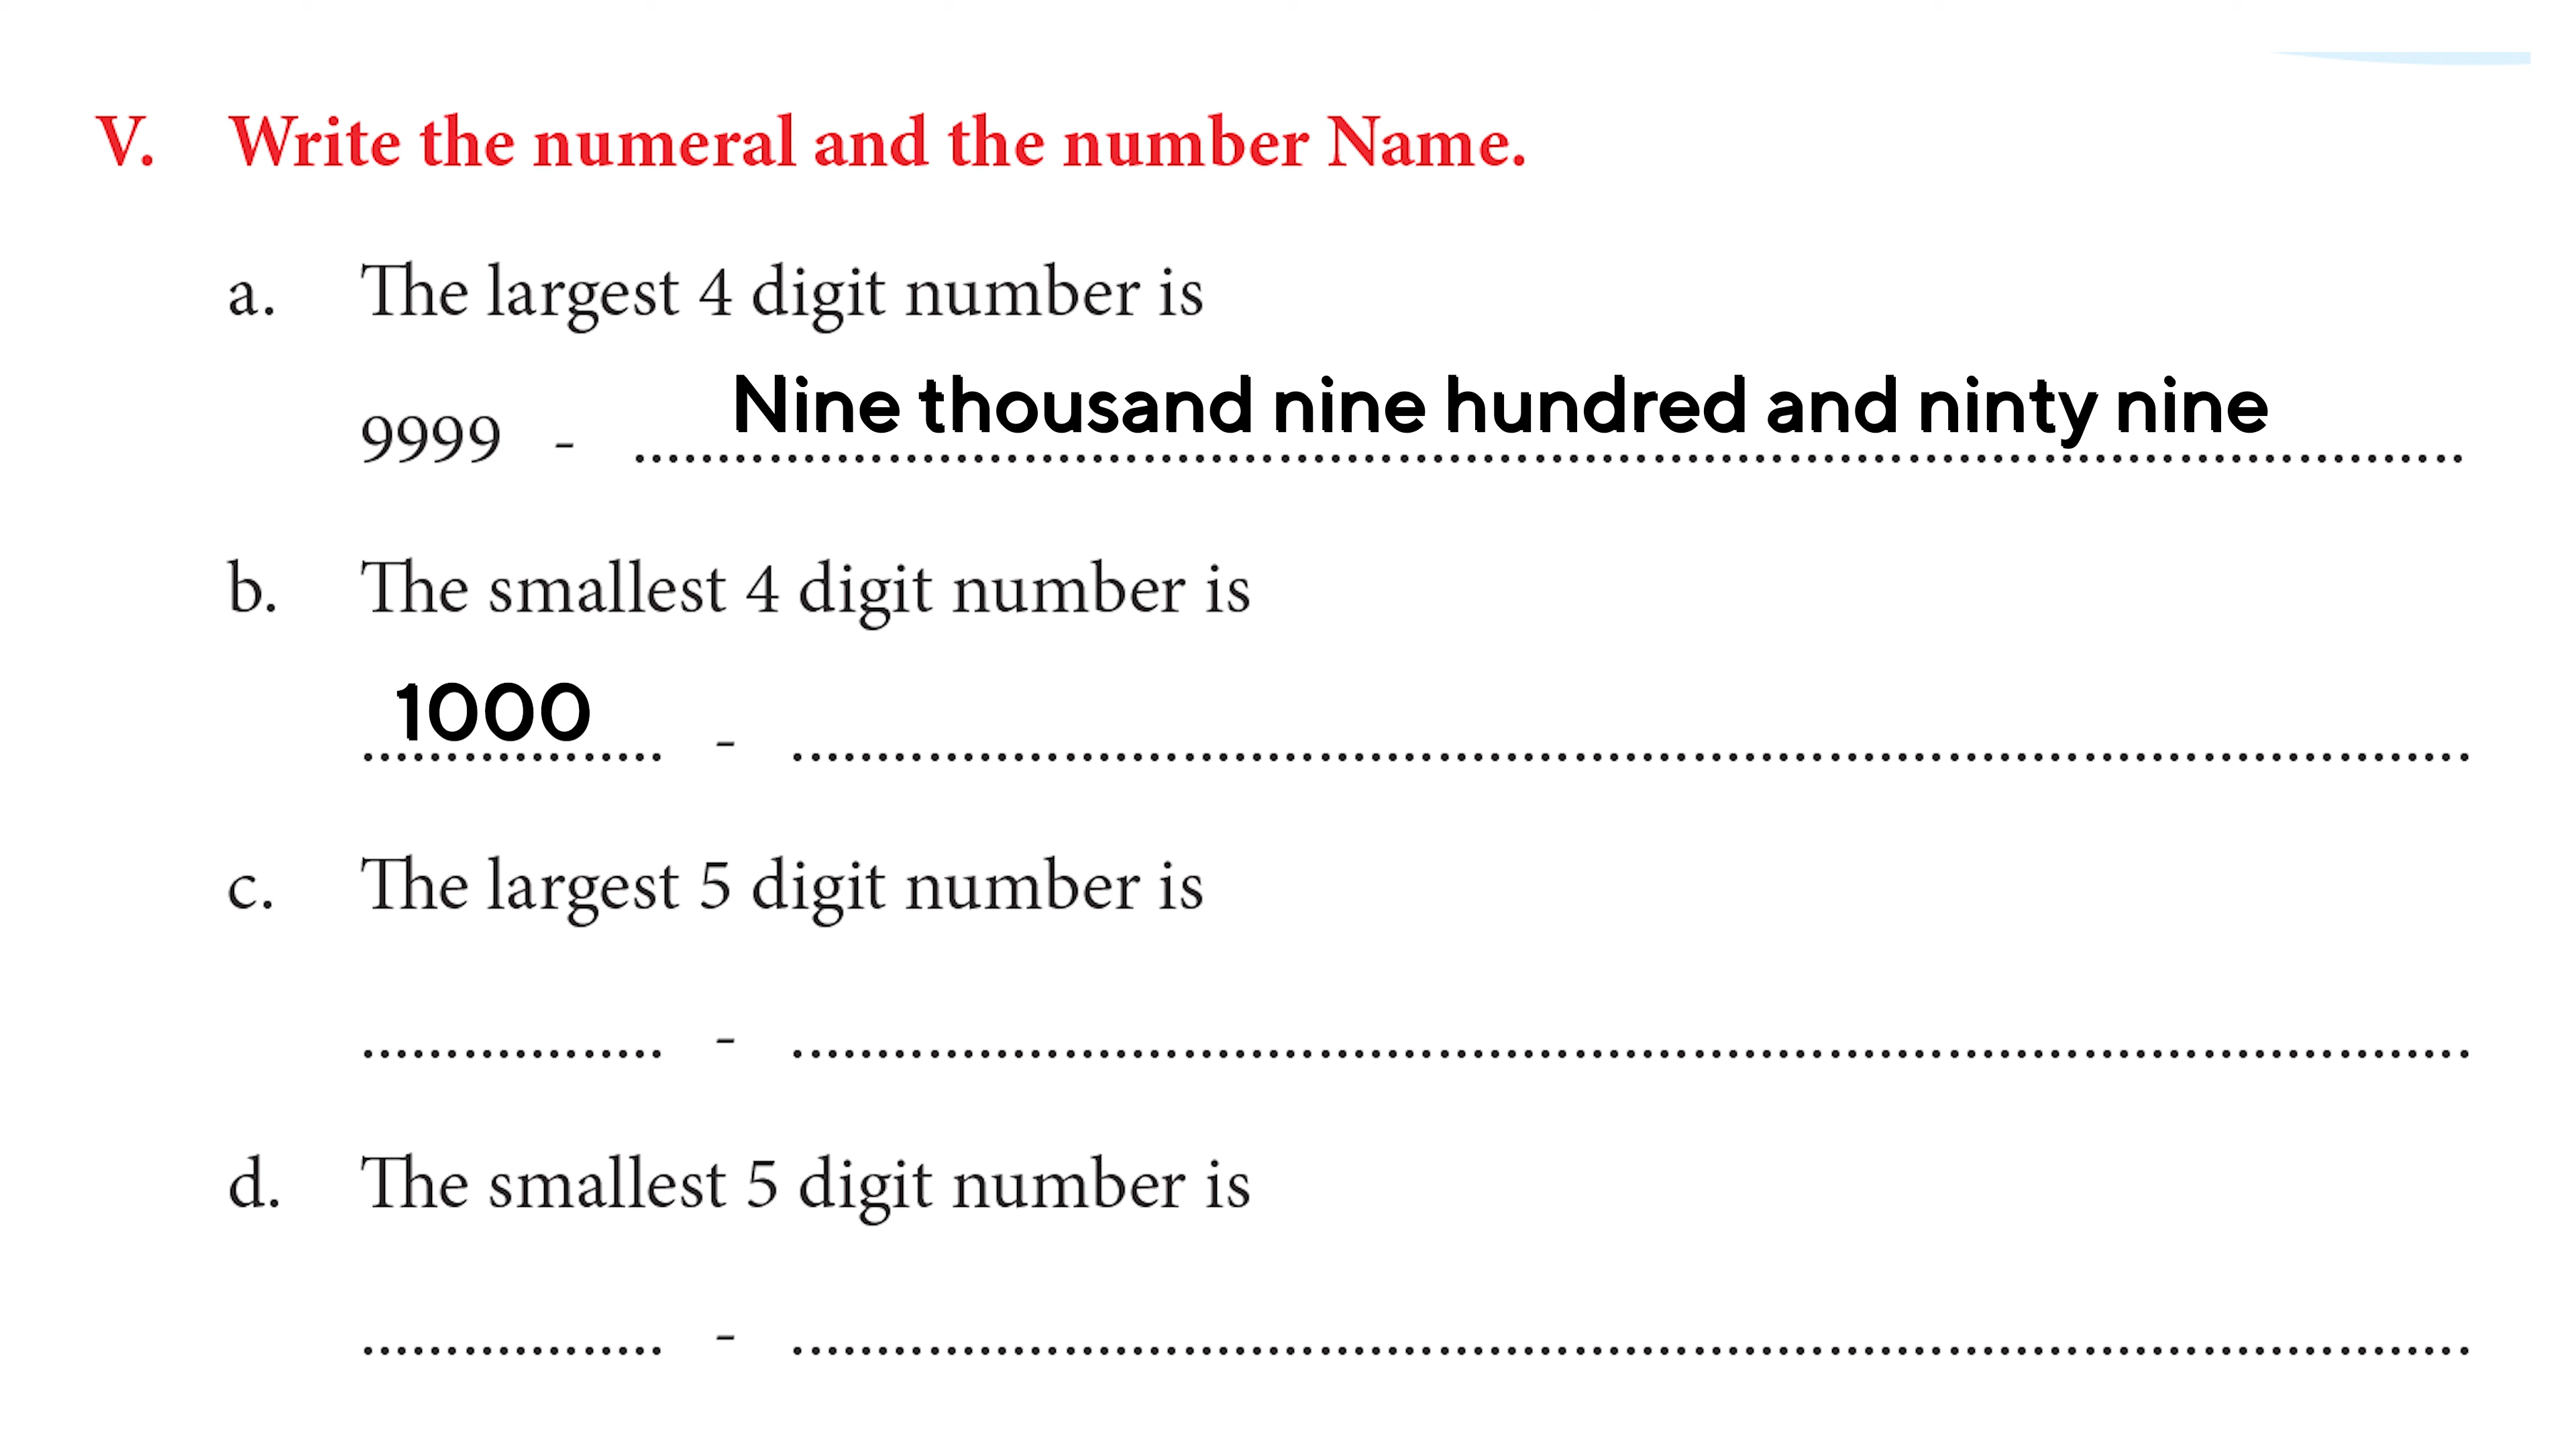 V. Write the numeral and the number Name.
a. The largest 4 digit number is
9999 - Nine thousand nine hundred and ninty nine
b. The smallest 4 digit number is
1000 -
c. The largest 5 digit number is
-
d. The smallest 5 digit number is
-